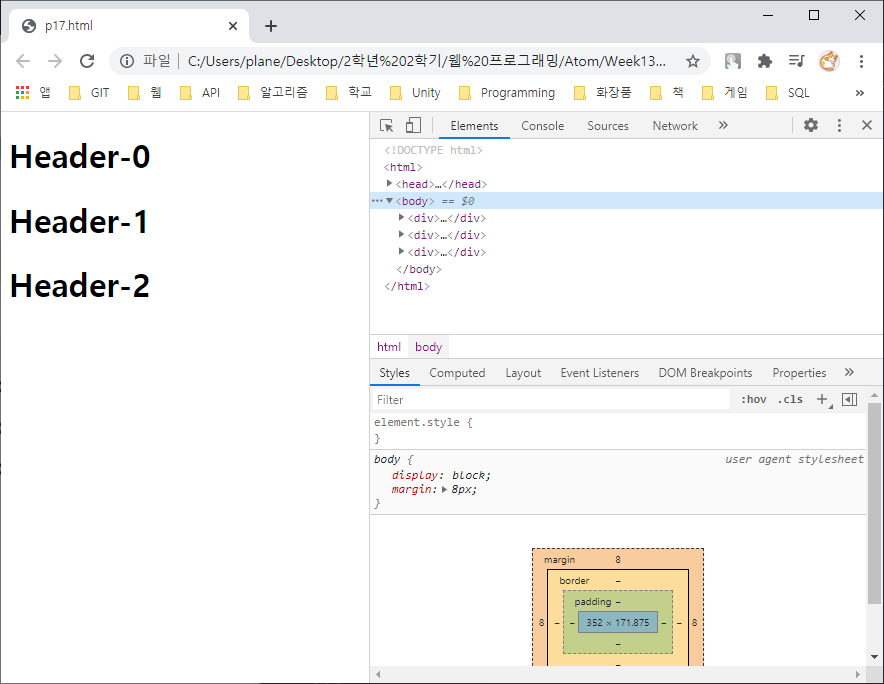 p17.html
파일 C:/Users/plane/Desktop/2학년%202학기/웹%20프로그래밍/Atom/Week13...
앱 GIT 웹 API 알고리즘 학교 Unity Programming 화장품 책 게임 SQL »
Header-0
Header-1
Header-2
Elements Console Sources Network »
<!DOCTYPE html>
<html>
<head>…</head>
<body> == $0
<div>…</div>
<div>…</div>
<div>…</div>
</body>
</html>
html body
Styles Computed Layout Event Listeners DOM Breakpoints Properties »
Filter :hov .cls +
element.style {
}
body { user agent stylesheet
display: block;
margin: 8px;
}
margin 8
border –
padding –
8 – – 352 × 171.875 – – 8
–
–